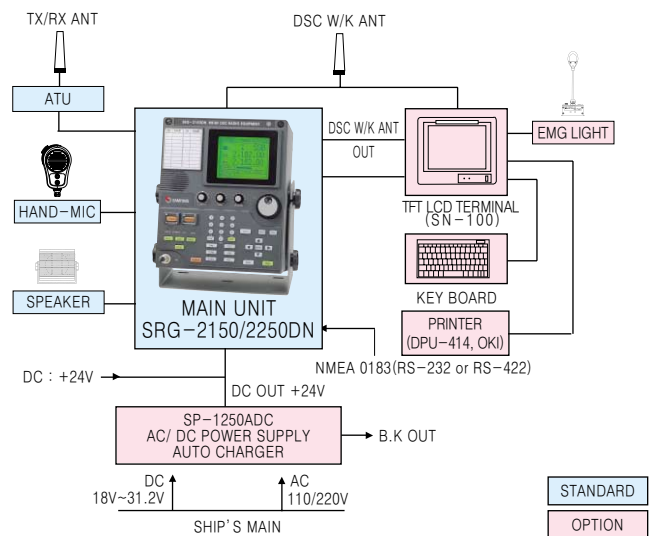 TX/RX ANT
DSC W/K ANT
ATU
EMG LIGHT
DSC W/K ANT
OUT
HAND-MIC
TFT LCD TERMINAL
(SN-100)
SPEAKER
KEY BOARD
MAIN UNIT
SRG-2150/2250DN
PRINTER
(DPU-414, OKI)
NMEA 0183(RS-232 or RS-422)
DC : +24V
DC OUT +24V
SP-1250ADC
AC/ DC POWER SUPPLY
AUTO CHARGER
B.K OUT
DC
18V~31.2V
AC
110/220V
SHIP'S MAIN
STANDARD
OPTION